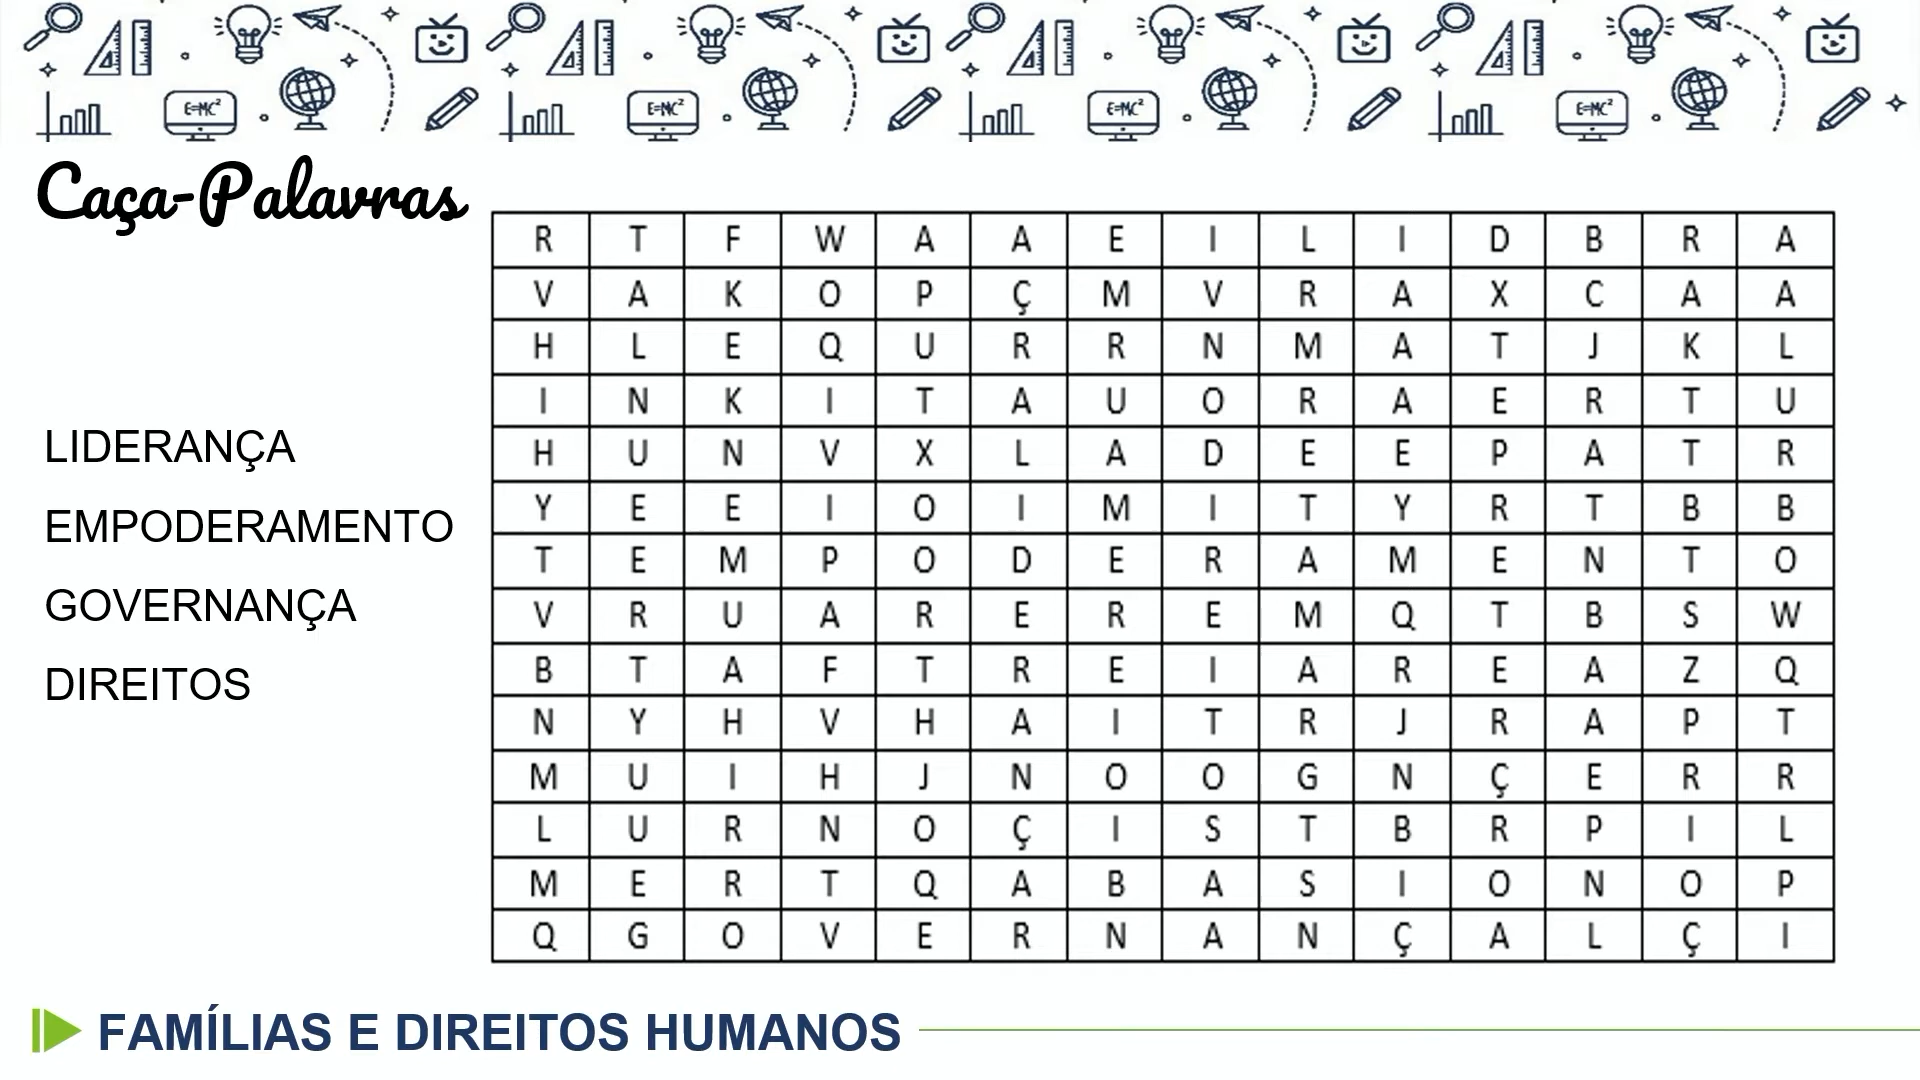 E=MC² E=MC² E=MC² E=MC²
Caça-Palavras
R T F W A A E I L I D B R A
V A K O P Ç M V R A X C A A
H L E Q U R R N M A T J K L
I N K I T A U O R A E R T U
H U N V X L A D E E P A T R
Y E E I O I M I T Y R T B B
T E M P O D E R A M E N T O
V R U A R E R E M Q T B S W
B T A F T R E I A R E A Z Q
N Y H V H A I T R J R A P T
M U I H J N O O G N Ç E R R
L U R N O Ç I S T B R P I L
M E R T Q A B A S I O N O P
Q G O V E R N A N Ç A L Ç I
LIDERANÇA
EMPODERAMENTO
GOVERNANÇA
DIREITOS
FAMÍLIAS E DIREITOS HUMANOS